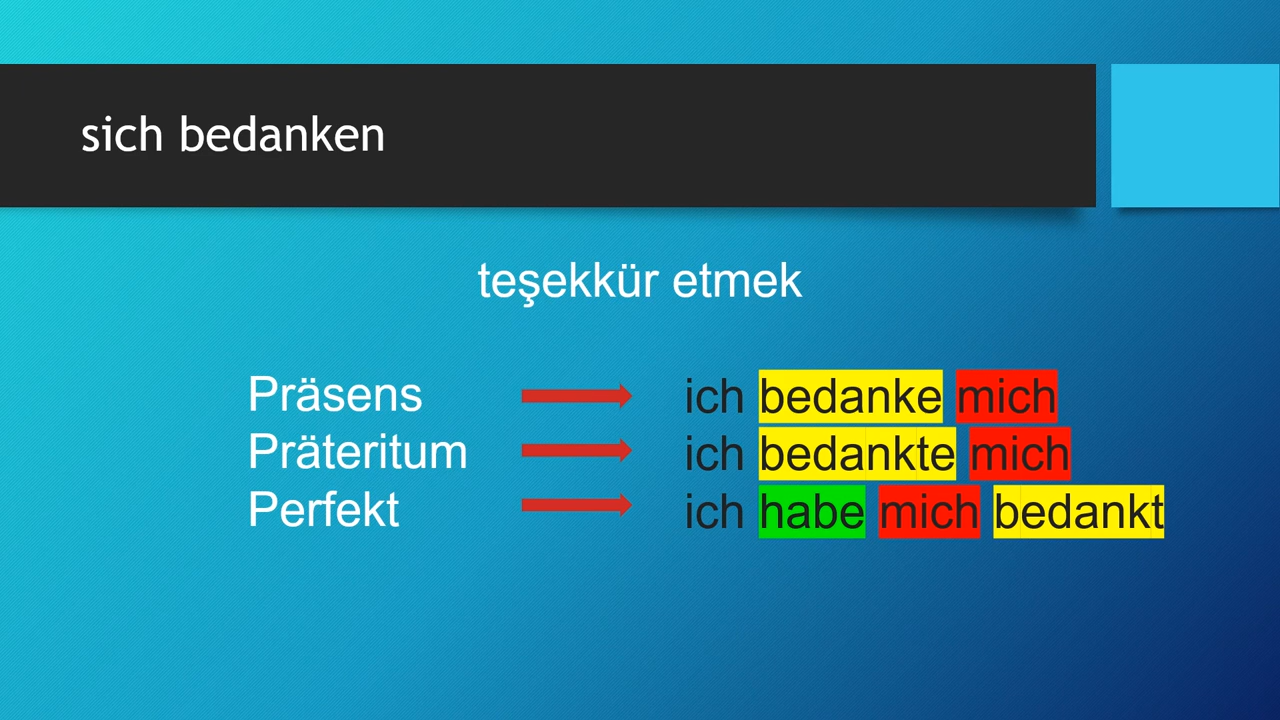 sich bedanken
teşekkür etmek
Präsens ich bedanke mich
Präteritum ich bedankte mich
Perfekt ich habe mich bedankt